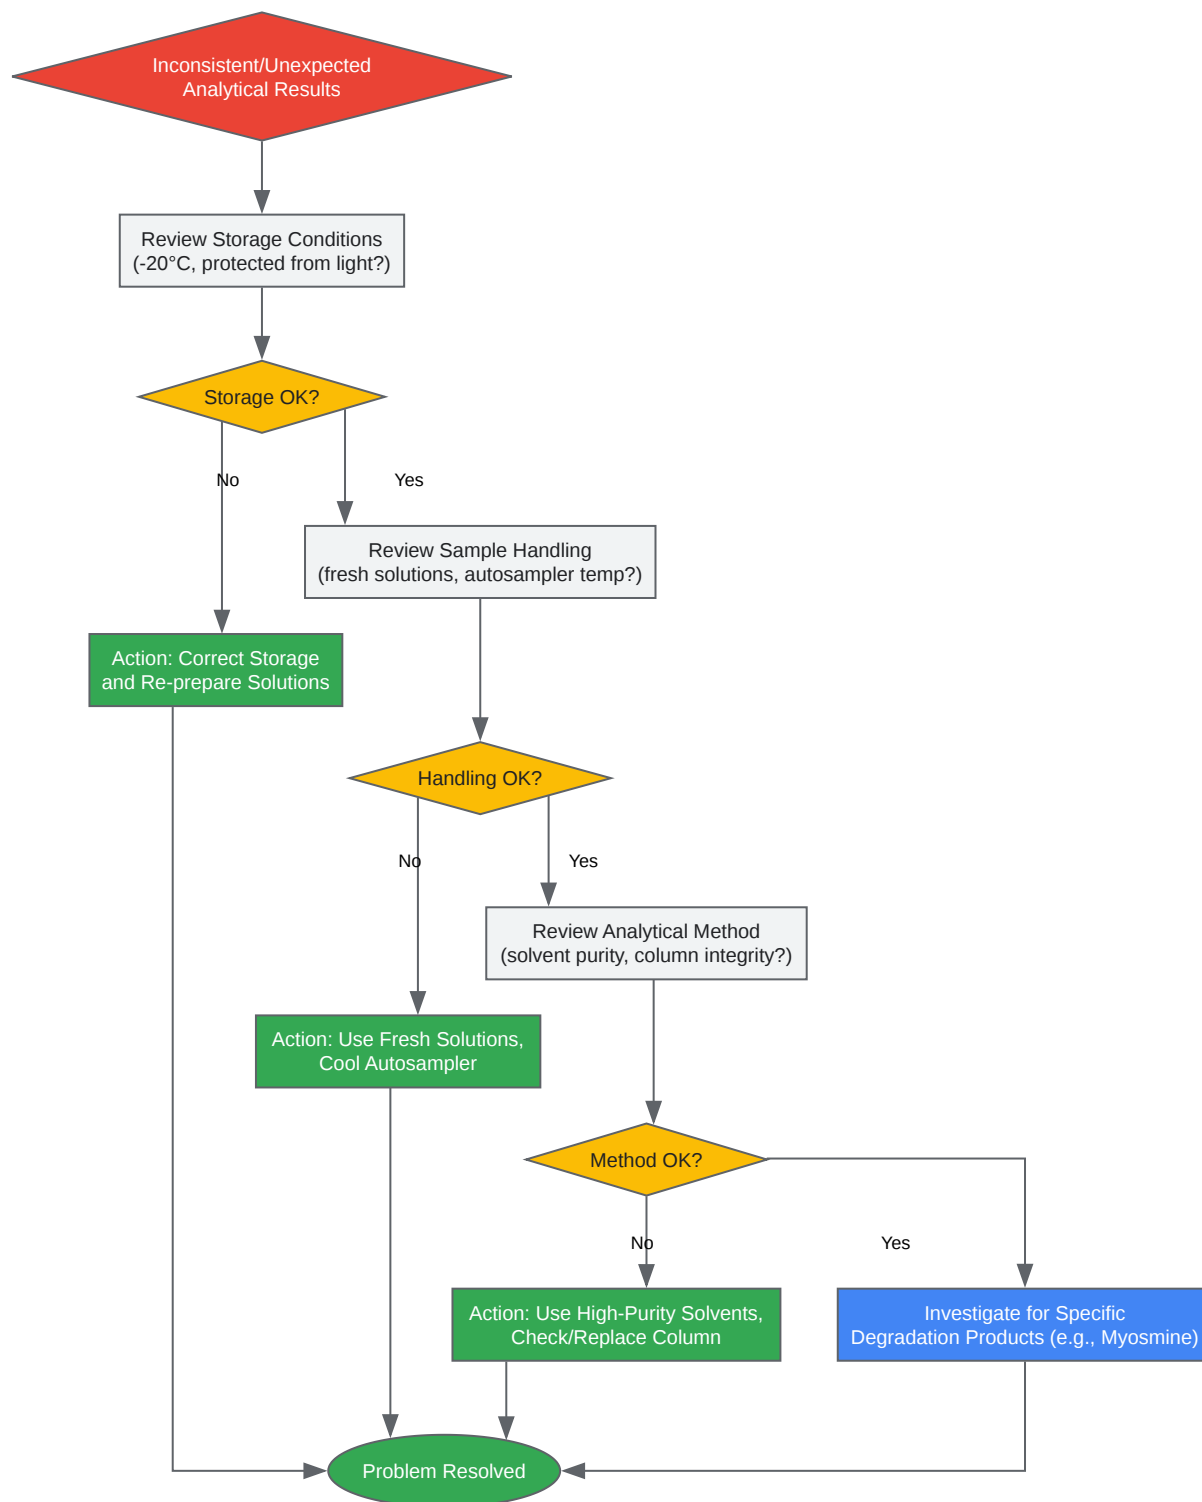 Inconsistent/Unexpected
Analytical Results
Review Storage Conditions
(-20°C, protected from light?)
Storage OK?
No
Yes
Review Sample Handling
(fresh solutions, autosampler temp?)
Action: Correct Storage
and Re-prepare Solutions
Handling OK?
No
Yes
Review Analytical Method
(solvent purity, column integrity?)
Action: Use Fresh Solutions,
Cool Autosampler
Method OK?
No
Yes
Action: Use High-Purity Solvents,
Check/Replace Column
Investigate for Specific
Degradation Products (e.g., Myosmine)
Problem Resolved